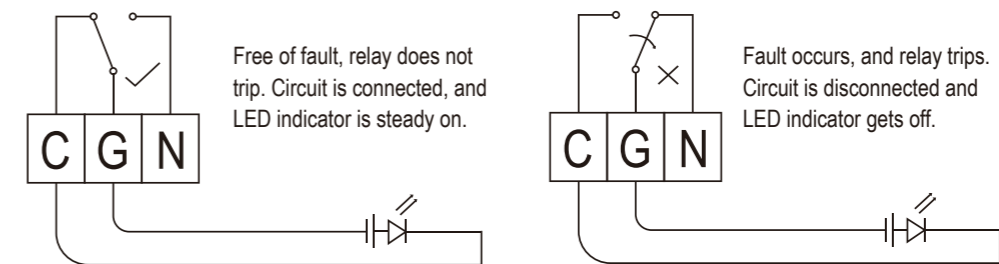 Free of fault, relay does not
trip. Circuit is connected, and
LED indicator is steady on.
C G N
Fault occurs, and relay trips.
Circuit is disconnected and
LED indicator gets off.
C G N